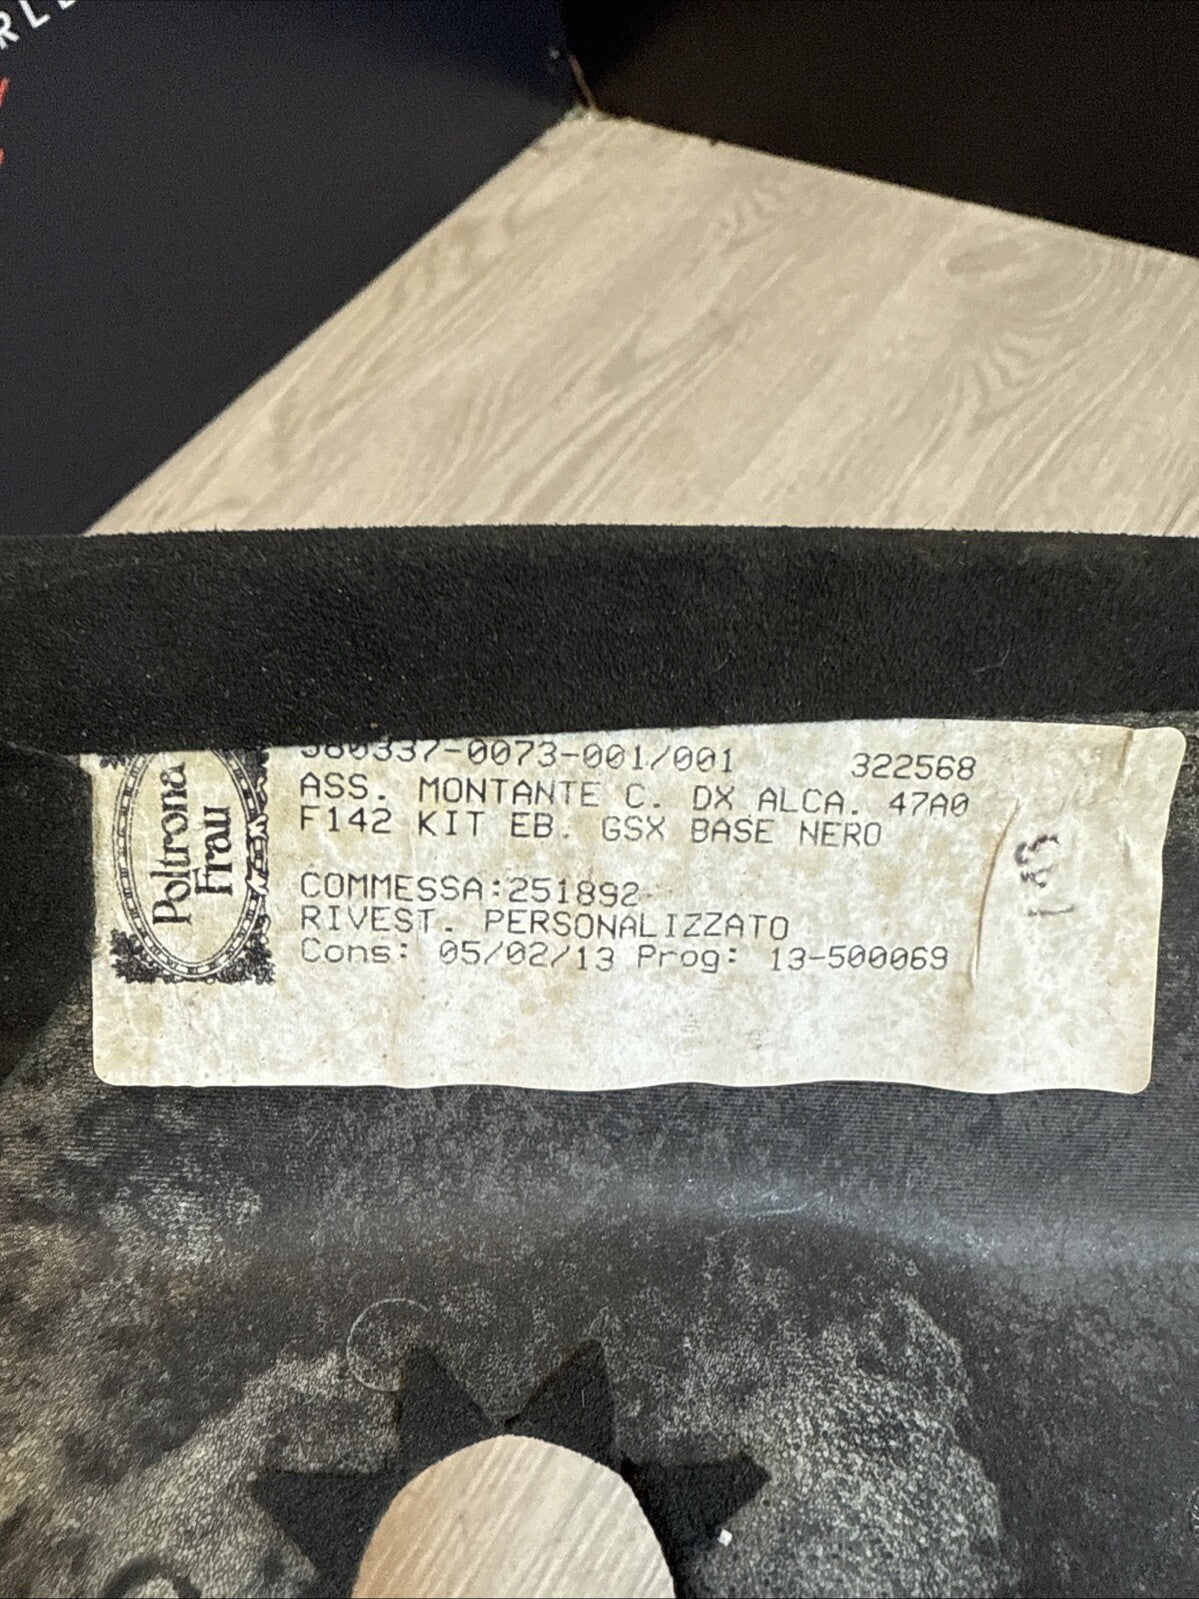 Poltrona
Frau
380337-0073-001/001 322568
ASS. MONTANTE C. DX ALCA. 47A0
F142 KIT EB. GSX BASE NERO
COMMESSA:251892
RIVEST. PERSONALIZZATO
Cons: 05/02/13 Prog: 13-500069